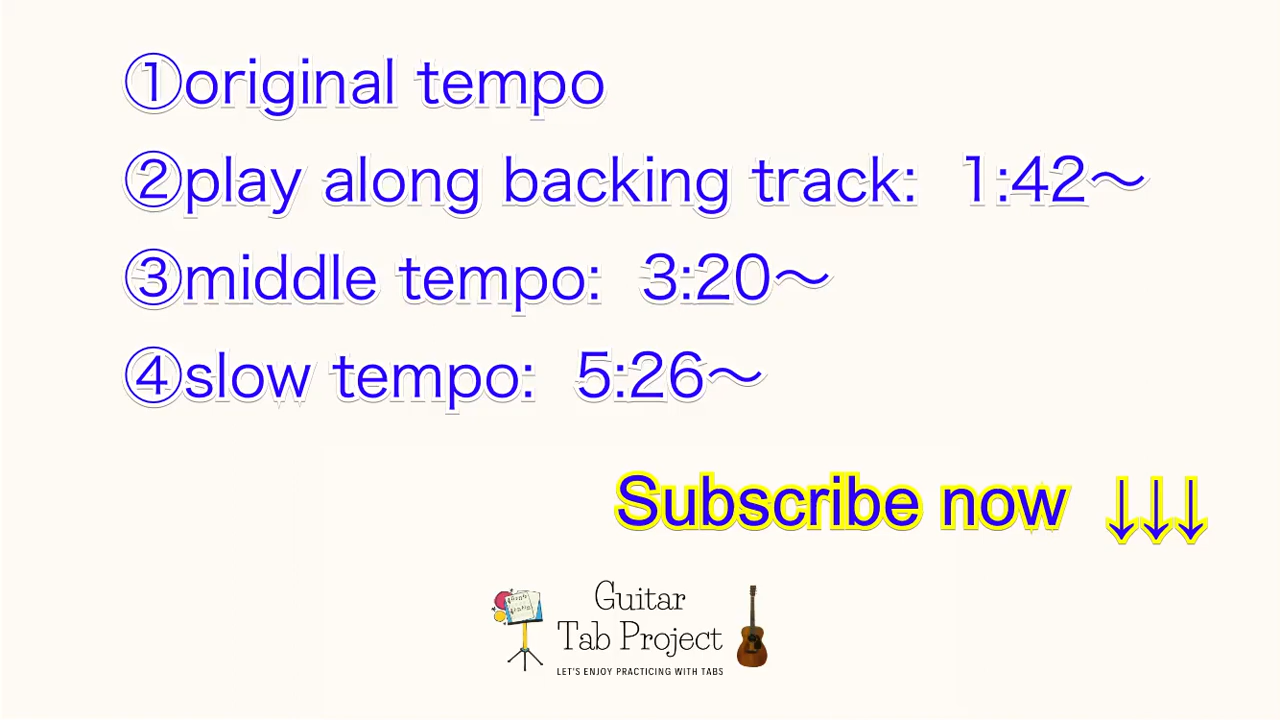 ①original tempo
②play along backing track: 1:42～
③middle tempo: 3:20～
④slow tempo: 5:26～
Subscribe now ↓↓↓
Guitar
Tab Project
LET'S ENJOY PRACTICING WITH TABS